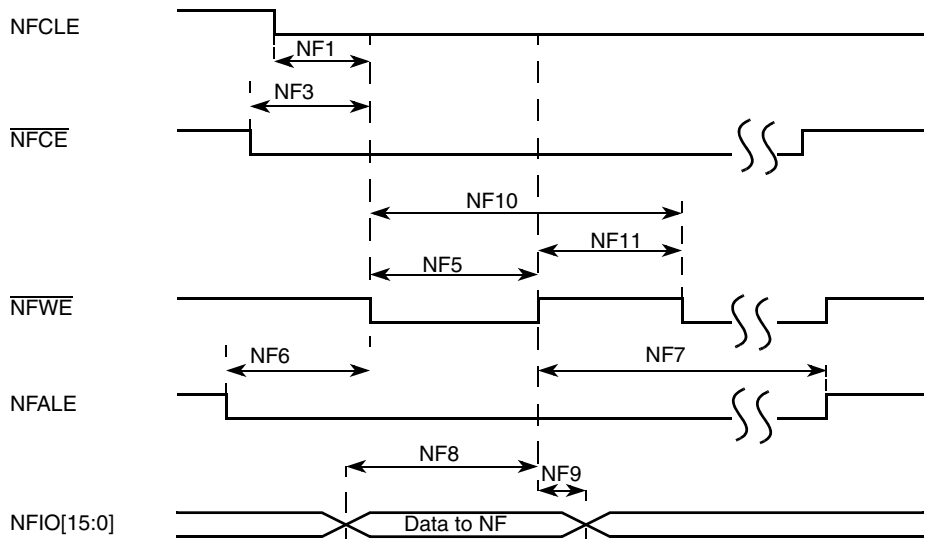 NFCLE
NF1
NF3
NFCE
NF10
NF11
NF5
NFWE
NF6
NF7
NFALE
NF8
NF9
NFIO[15:0]
Data to NF